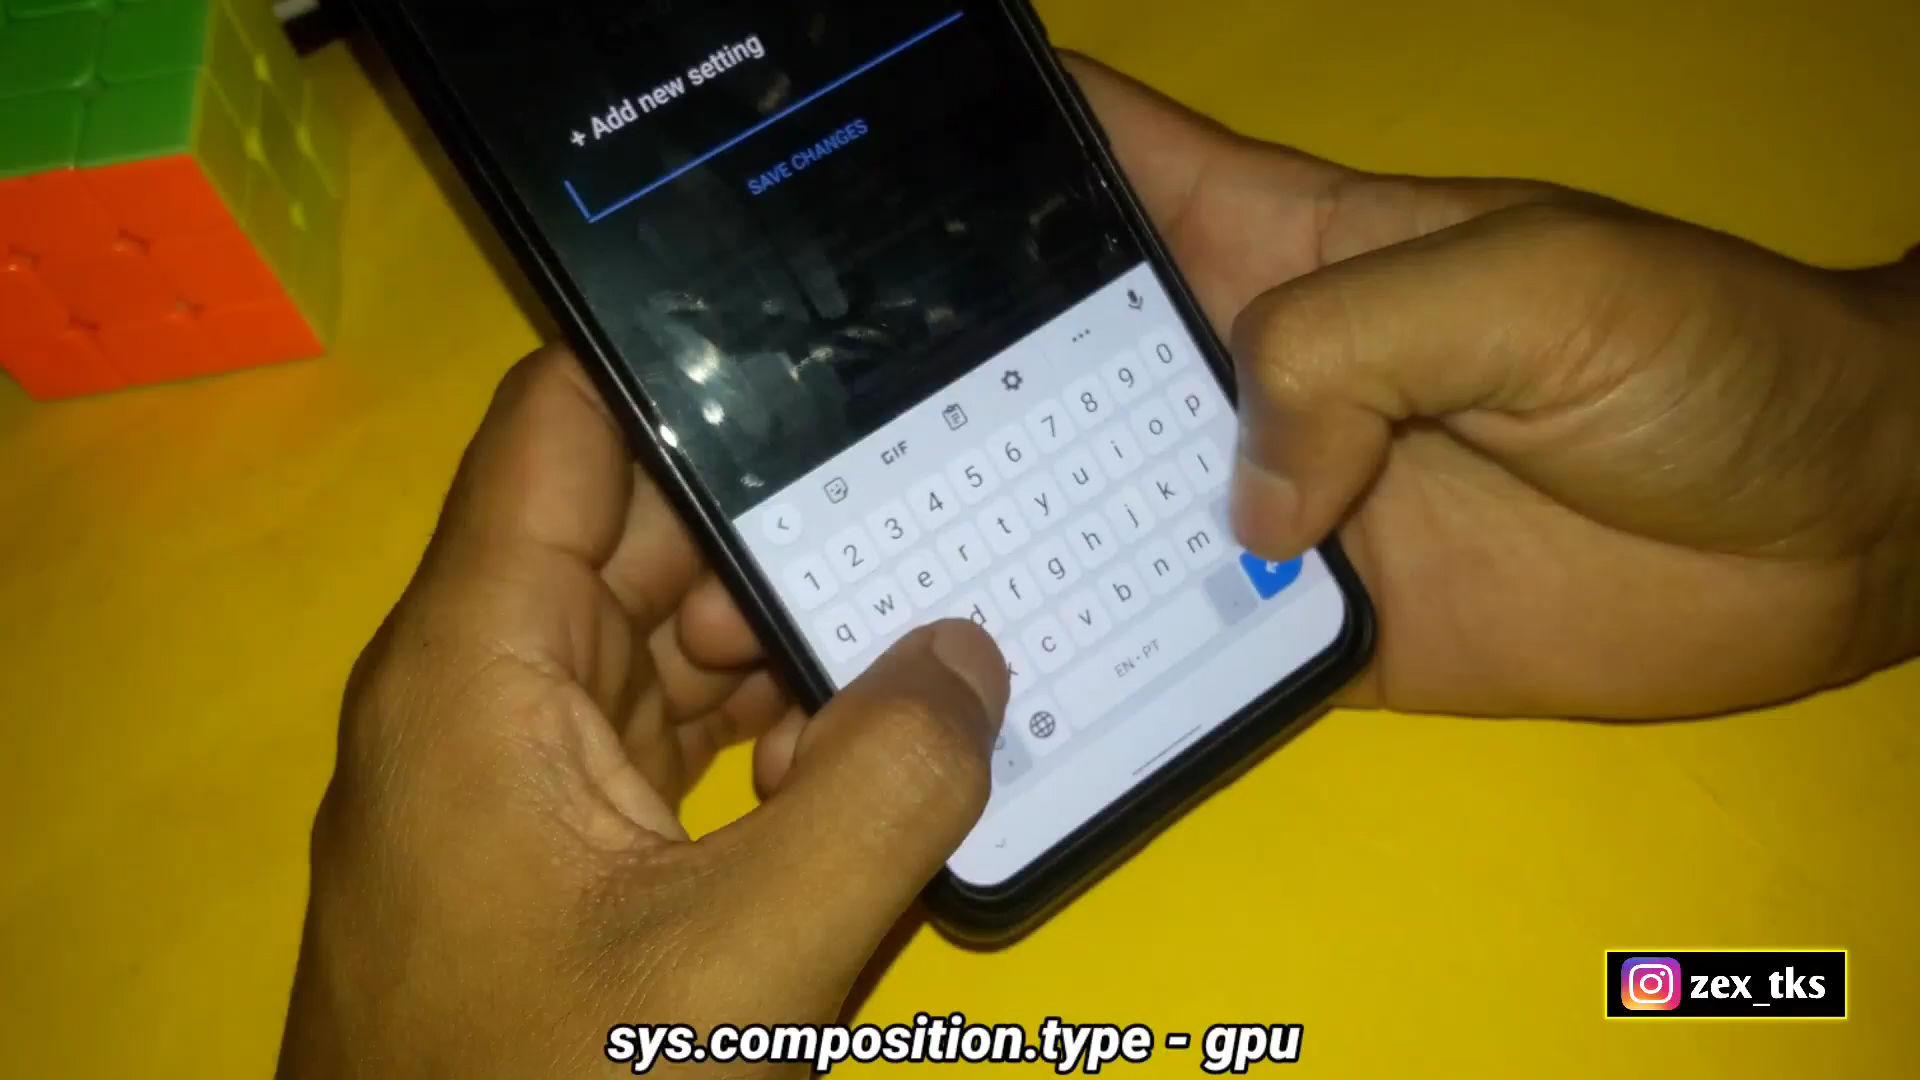 + Add new setting
SAVE CHANGES
GIF
1 2 3 4 5 6 7 8 9 0
q w e r t y u i o p
d f g h j k l
x c v b n m
EN • PT
zex_tks
sys.composition.type - gpu